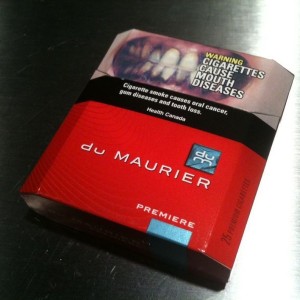 WARNING
CIGARETTES
CAUSE
MOUTH
DISEASES
Cigarette smoke causes oral cancer,
gum diseases and tooth loss.
Health Canada
du
m
du MAURIER
PREMIERE